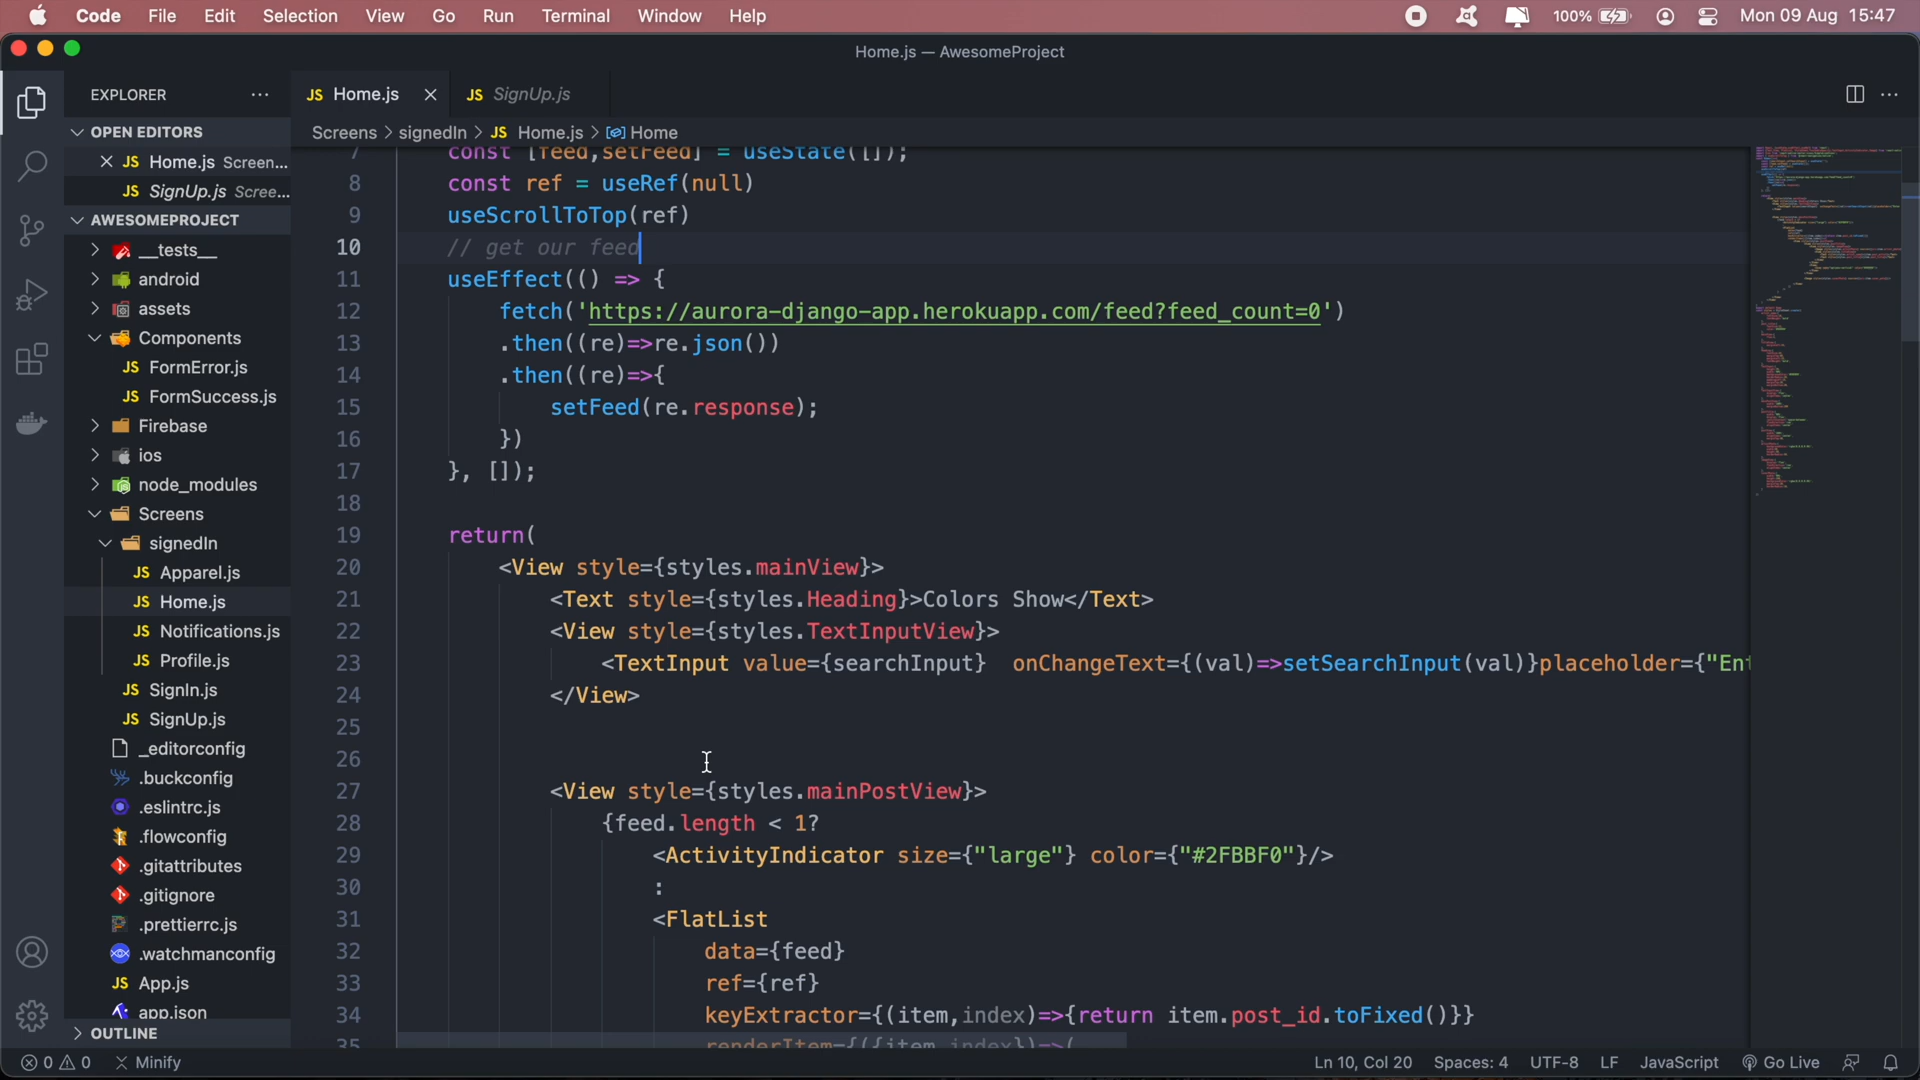 Code File Edit Selection View Go Run Terminal Window Help 100% Mon 09 Aug 15:47
Home.js — AwesomeProject
EXPLORER
JS Home.js
JS SignUp.js
OPEN EDITORS
JS Home.js Screen...
JS SignUp.js Scree...
AWESOMEPROJECT
__tests__
android
assets
Components
JS FormError.js
JS FormSuccess.js
Firebase
ios
node_modules
Screens
signedIn
JS Apparel.js
JS Home.js
JS Notifications.js
JS Profile.js
JS SignIn.js
JS SignUp.js
_editorconfig
.buckconfig
.eslintrc.js
.flowconfig
.gitattributes
.gitignore
.prettierrc.js
.watchmanconfig
JS App.js
app.json
OUTLINE
Screens > signedIn > JS Home.js > Home
7 const [feed,setFeed] = useState([]);
8 const ref = useRef(null)
9 useScrollToTop(ref)
10 // get our feed
11 useEffect(() => {
12 fetch('https://aurora-django-app.herokuapp.com/feed?feed_count=0')
13 .then((re)=>re.json())
14 .then((re)=>{
15 setFeed(re.response);
16 })
17 }, []);
18
19 return(
20 <View style={styles.mainView}>
21 <Text style={styles.Heading}>Colors Show</Text>
22 <View style={styles.TextInputView}>
23 <TextInput value={searchInput} onChangeText={(val)=>setSearchInput(val)}placeholder={"Ent
24 </View>
25
26
27 <View style={styles.mainPostView}>
28 {feed.length < 1?
29 <ActivityIndicator size={"large"} color={"#2FBBF0"}/>
30 :
31 <FlatList
32 data={feed}
33 ref={ref}
34 keyExtractor={(item,index)=>{return item.post_id.toFixed()}}
35 renderItem={({item,index})=>(
0 0 Minify Ln 10, Col 20 Spaces: 4 UTF-8 LF JavaScript Go Live